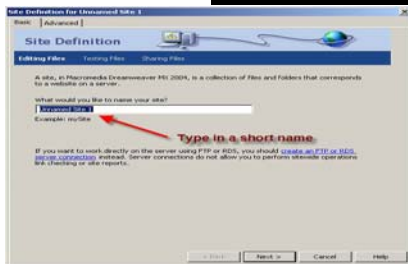 Site Definition for Unnamed Site 1
Basic Advanced
Site Definition
Editing Files Testing Files Sharing Files
A site, in Macromedia Dreamweaver MX 2004, is a collection of files and folders that corresponds
to a website on a server.
What would you like to name your site?
Unnamed Site 1
Example: mySite
Type in a short name
If you want to work directly on the server using FTP or RDS, you should create an FTP or RDS
server connection instead. Server connections do not allow you to perform sitewide operations
link checking or site reports.
< Back Next > Cancel Help